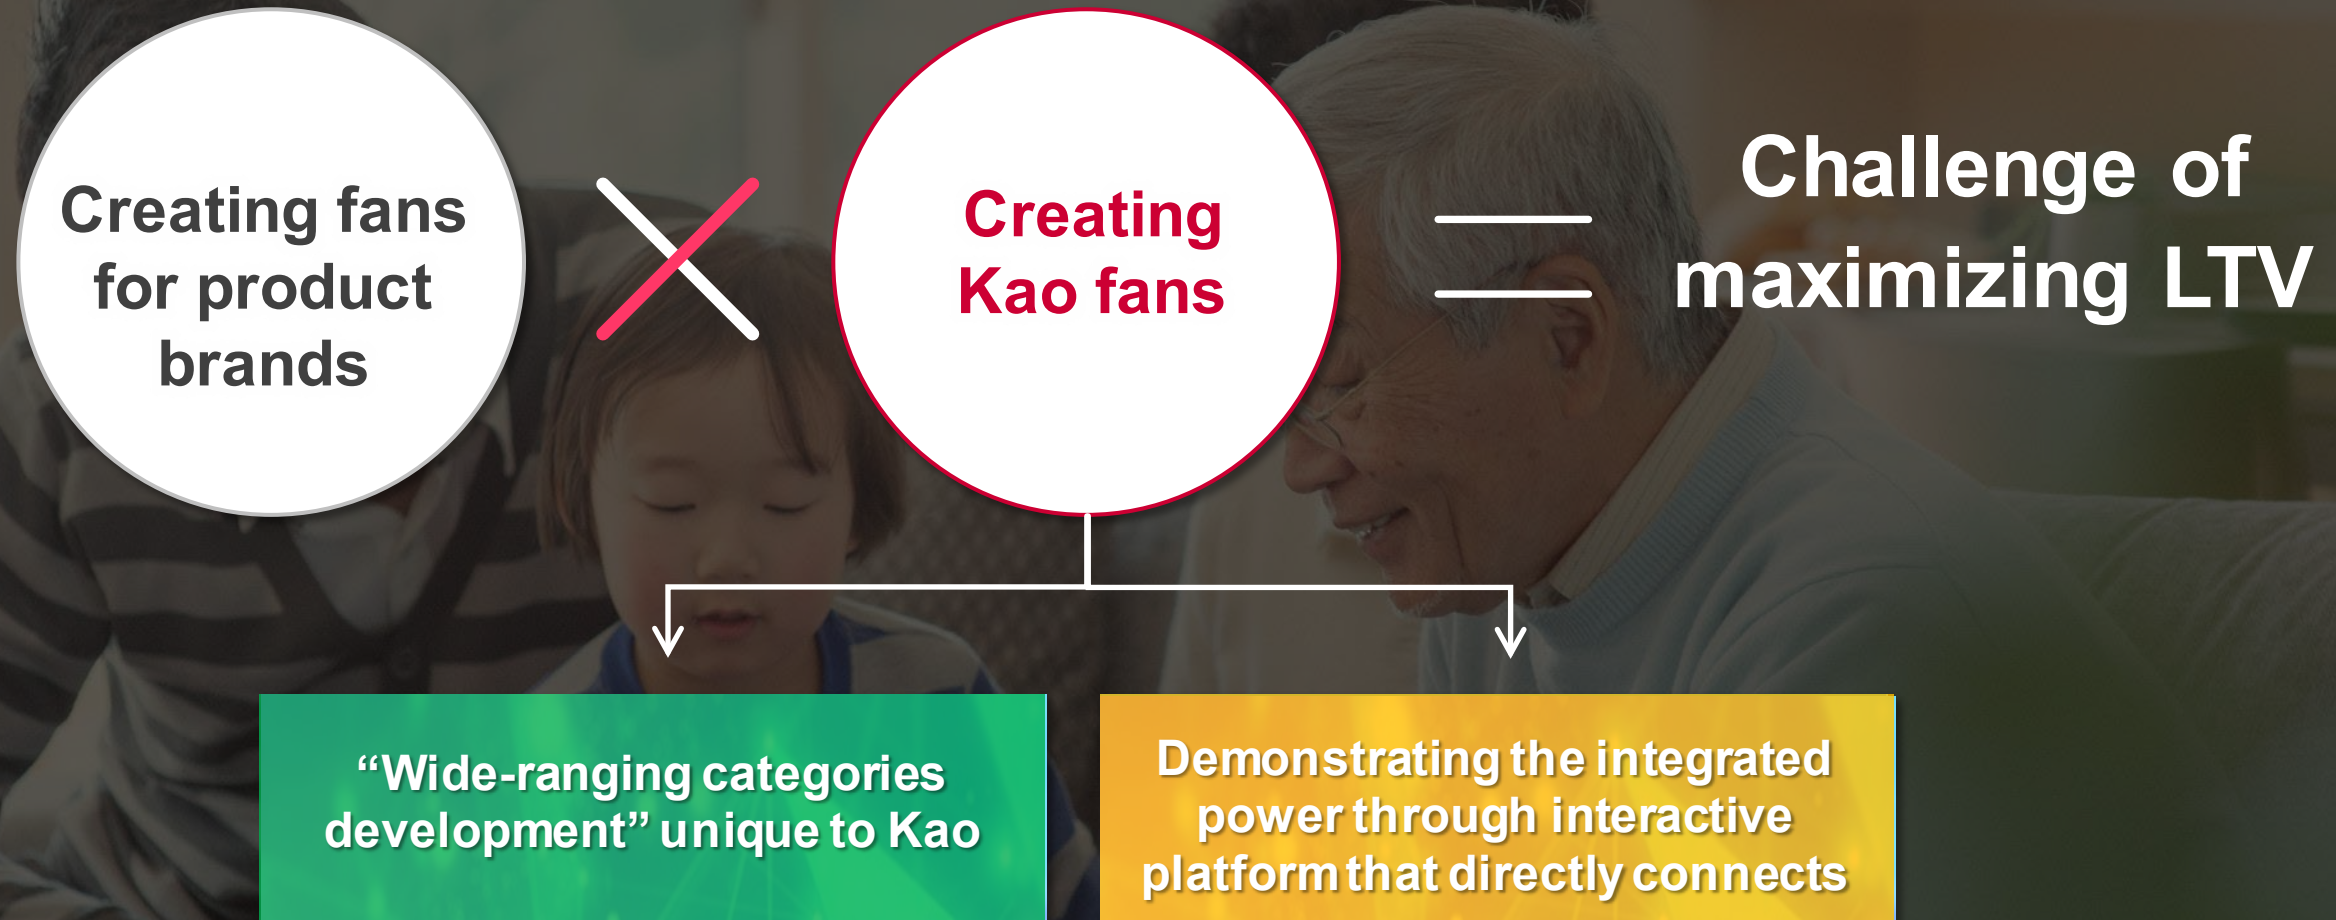 Creating fans
for product
brands
Creating
Kao fans
Challenge of
maximizing LTV
“Wide-ranging categories
development” unique to Kao
Demonstrating the integrated
power through interactive
platform that directly connects